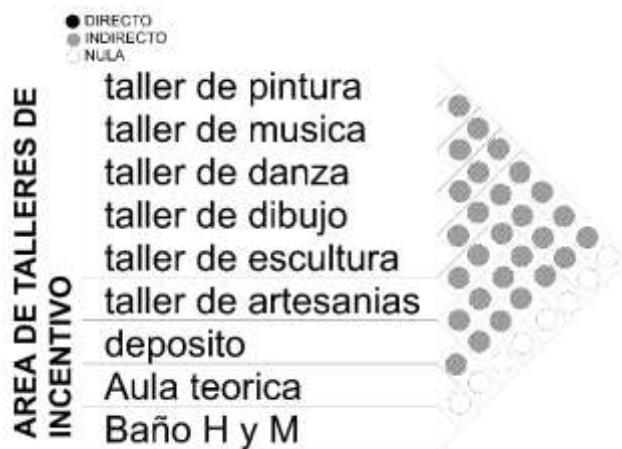 DIRECTO
INDIRECTO
NULA
AREA DE TALLERES DE
INCENTIVO
taller de pintura
taller de musica
taller de danza
taller de dibujo
taller de escultura
taller de artesanias
deposito
Aula teorica
Baño H y M